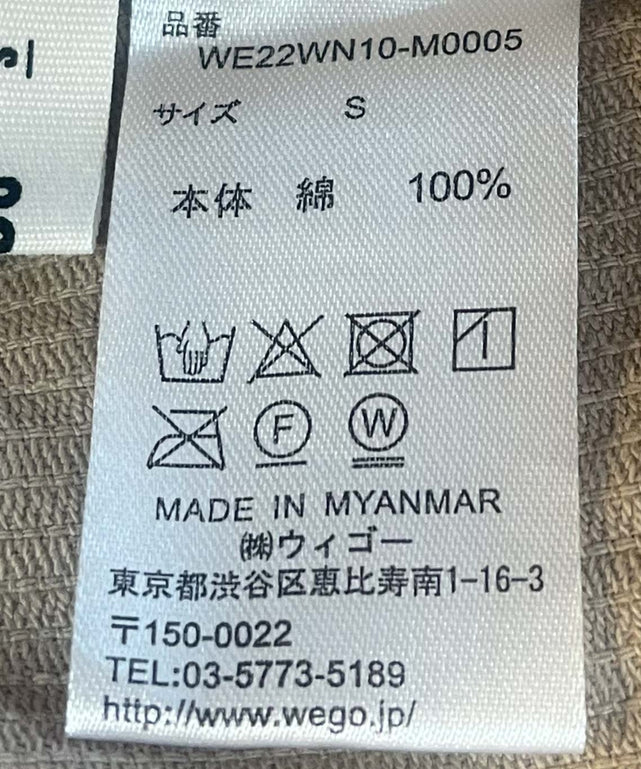 品番
WE22WN10-M0005
サイズ S
本体 綿 100%
F W
MADE IN MYANMAR
㈱ウィゴー
東京都渋谷区恵比寿南1-16-3
〒150-0022
TEL:03-5773-5189
http://www.wego.jp/